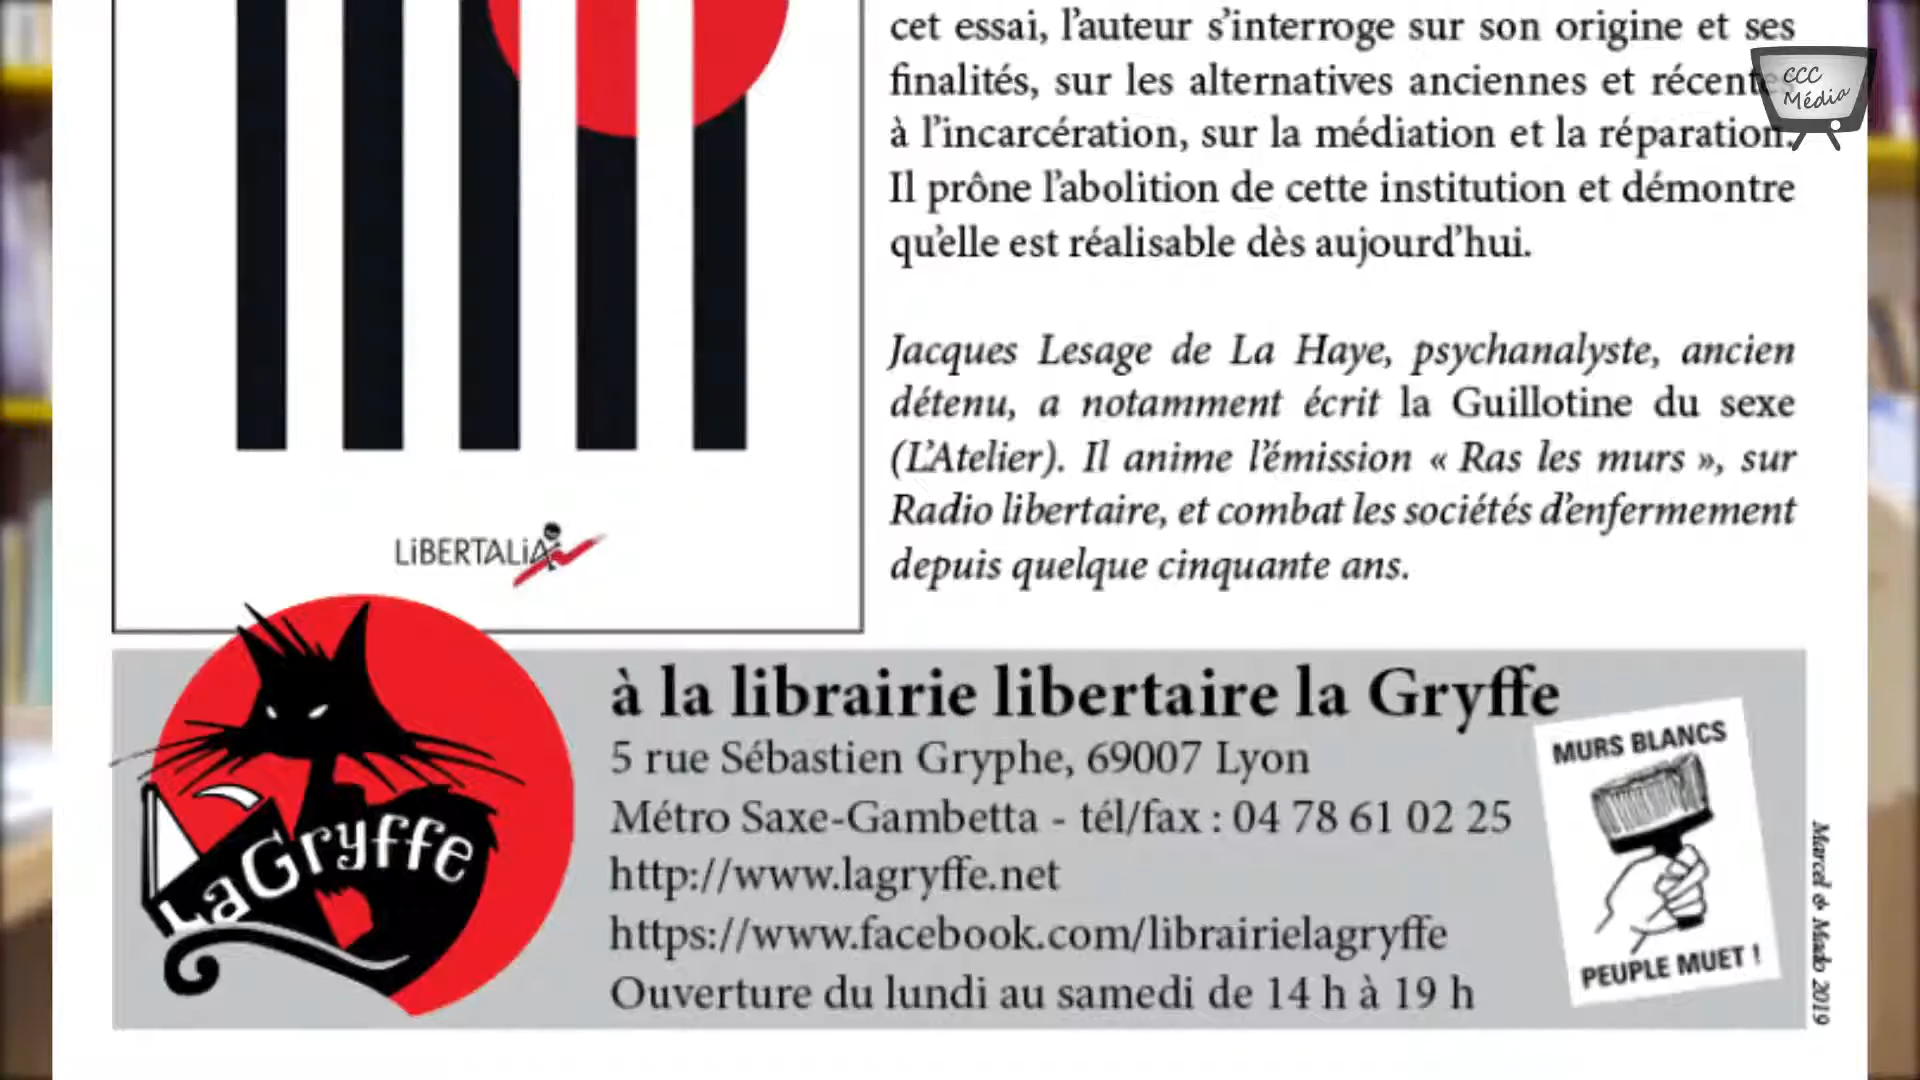 cet essai, l’auteur s’interroge sur son origine et ses
finalités, sur les alternatives anciennes et récentes
à l’incarcération, sur la médiation et la réparation.
Il prône l’abolition de cette institution et démontre
qu’elle est réalisable dès aujourd’hui.
CCC
Média
Jacques Lesage de La Haye, psychanalyste, ancien
détenu, a notamment écrit la Guillotine du sexe
(L’Atelier). Il anime l’émission « Ras les murs », sur
Radio libertaire, et combat les sociétés d’enfermement
depuis quelque cinquante ans.
LiBERTALiA
LaGryffe
à la librairie libertaire la Gryffe
5 rue Sébastien Gryphe, 69007 Lyon
Métro Saxe-Gambetta - tél/fax : 04 78 61 02 25
http://www.lagryffe.net
https://www.facebook.com/librairielagryffe
Ouverture du lundi au samedi de 14 h à 19 h
MURS BLANCS
PEUPLE MUET !
Marcel & Mado 2019